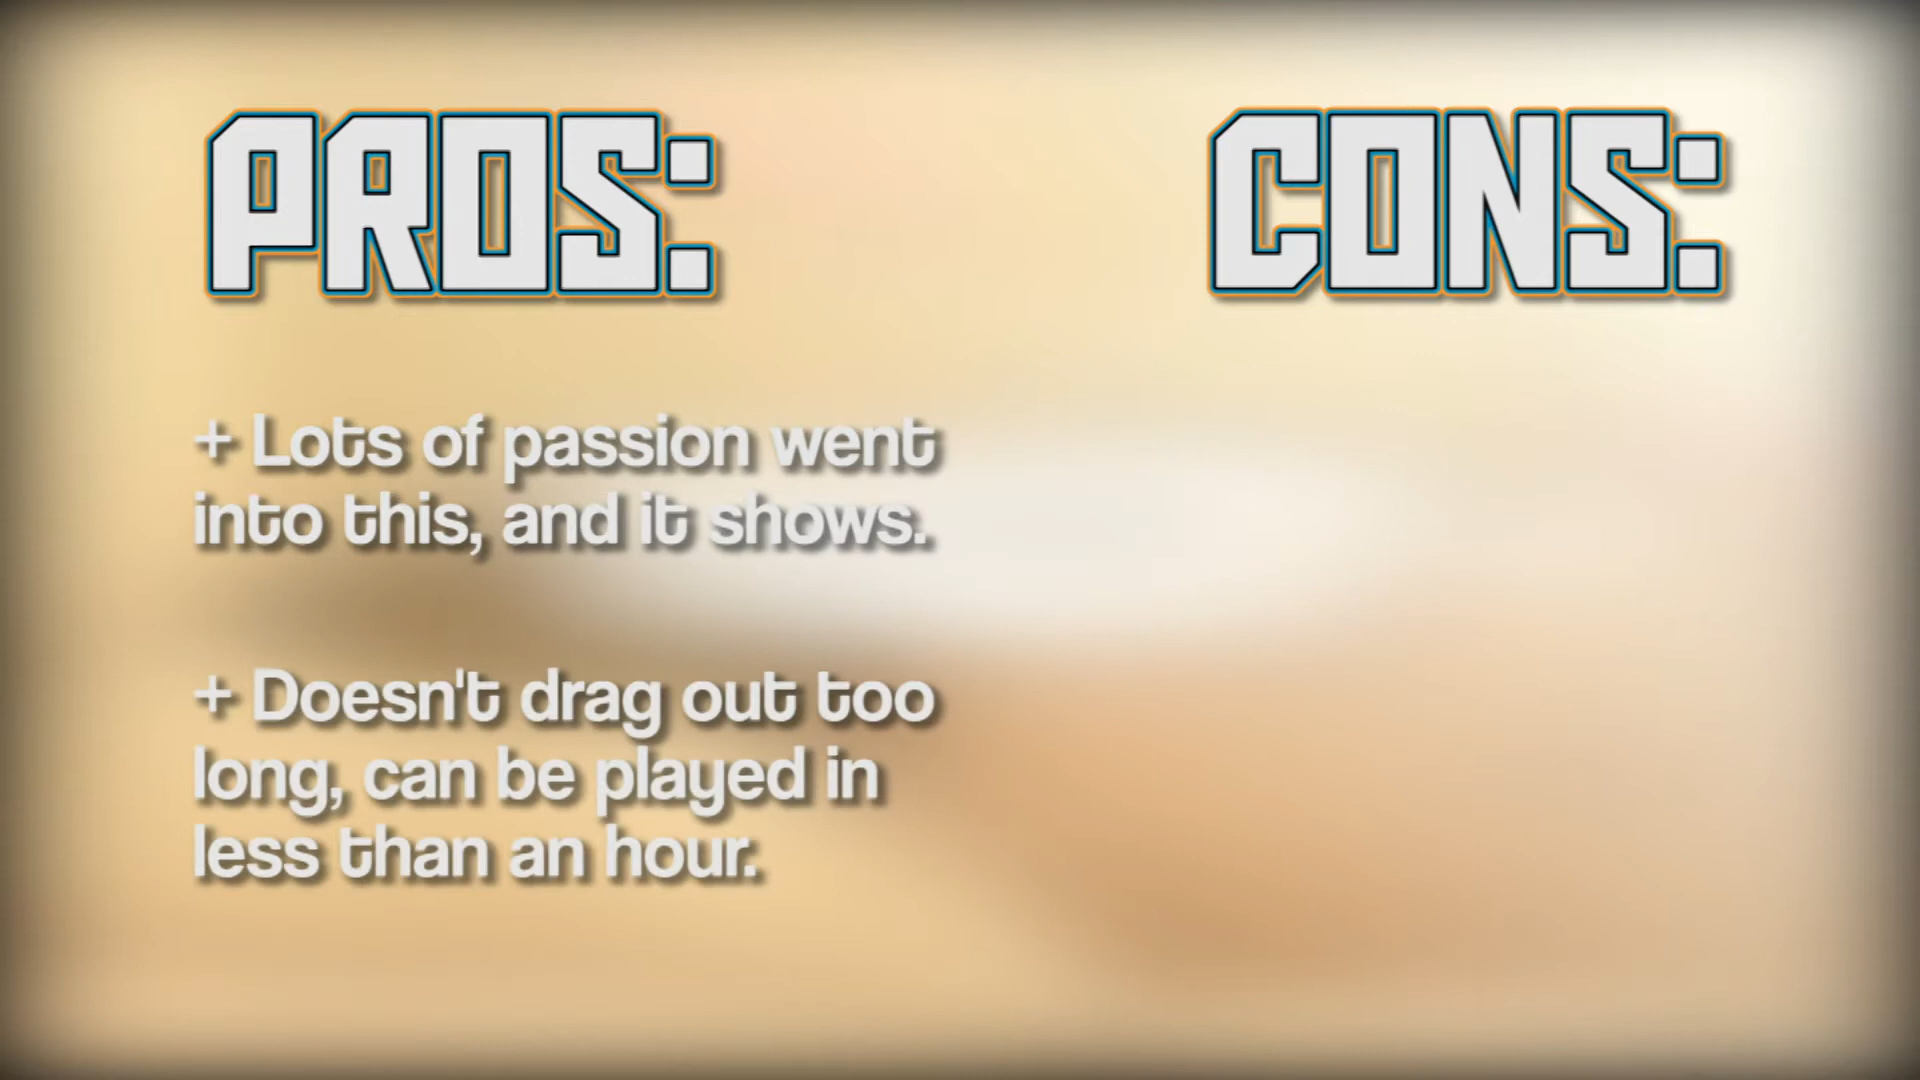 PROS:
CONS:
+ Lots of passion went
into this, and it shows.
+ Doesn't drag out too
long, can be played in
less than an hour.